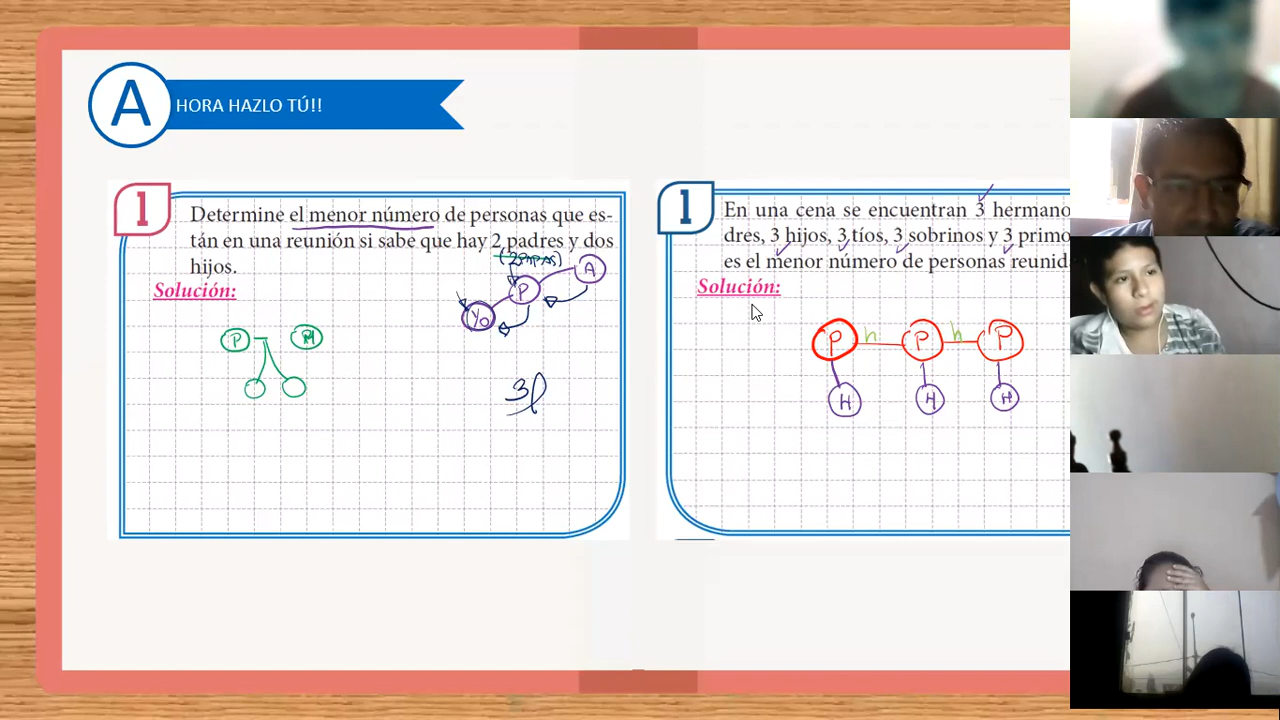 A
HORA HAZLO TÚ!!
1
Determine el menor número de personas que es-
tán en una reunión si sabe que hay 2 padres y dos
hijos.
(2 papas)
Solución:
A
P
Yo
P
M
3p
1
En una cena se encuentran 3 hermano
dres, 3 hijos, 3 tíos, 3 sobrinos y 3 primo
es el menor número de personas reunid
Solución:
P h P h P
H H H